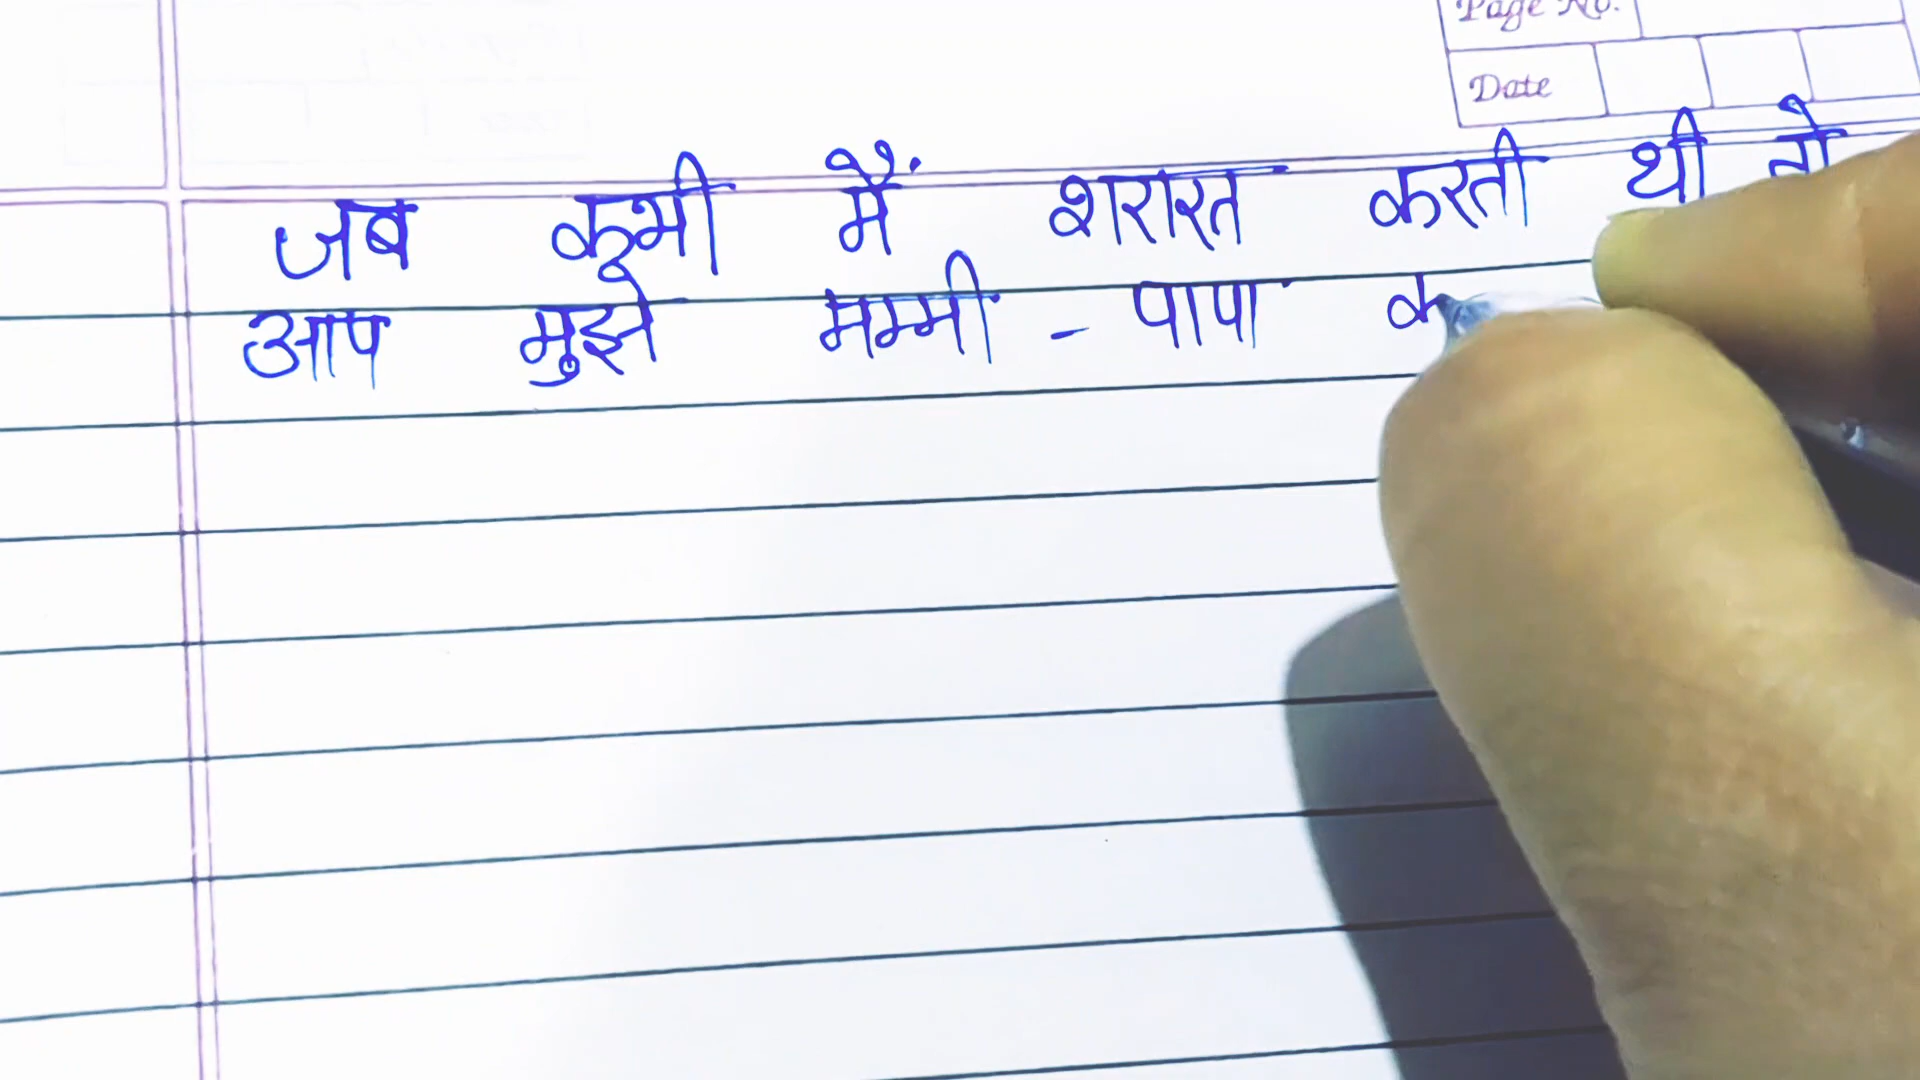 Page No.
Date
जब कभी मैं शरारत करती थी तो
आप मुझे मम्मी - पापा